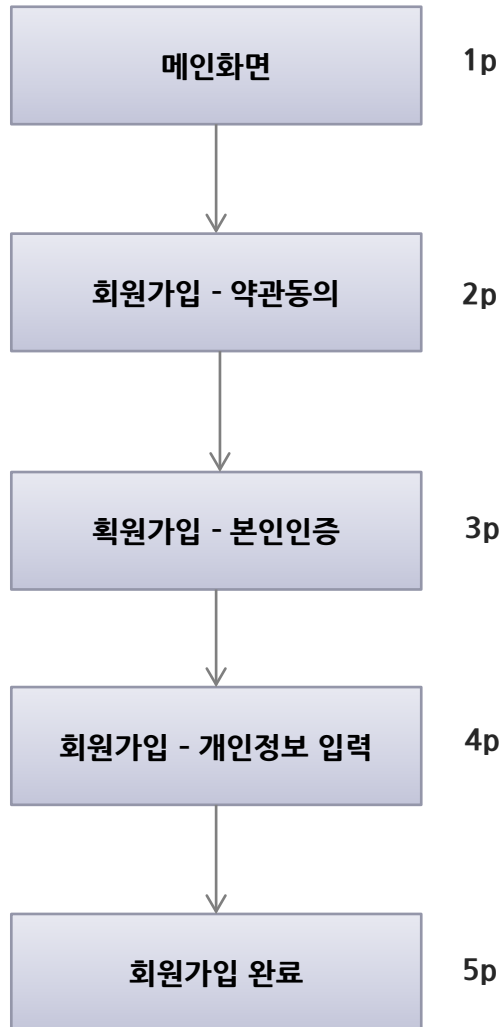 메인화면 1p
회원가입 - 약관동의 2p
획원가입 - 본인인증 3p
회원가입 - 개인정보 입력 4p
회원가입 완료 5p